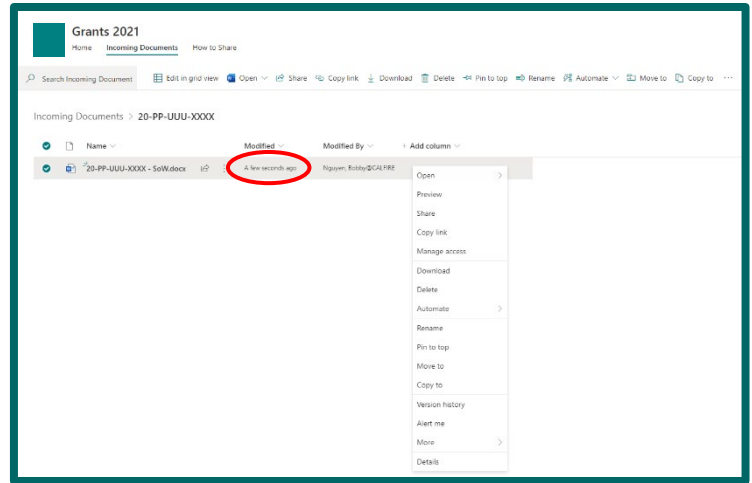 Grants 2021
Home Incoming Documents How to Share
Search Incoming Document Edit in grid view Open Share Copy link Download Delete Pin to top Rename Automate Move to Copy to ...
Incoming Documents > 20-PP-UUU-XXXX
Name Modified Modified By + Add column
20-PP-UUU-XXXX - SoW.docx A few seconds ago Nguyen, Bobby@CALFIRE
Open
Preview
Share
Copy link
Manage access
Download
Delete
Automate
Rename
Pin to top
Move to
Copy to
Version history
Alert me
More
Details